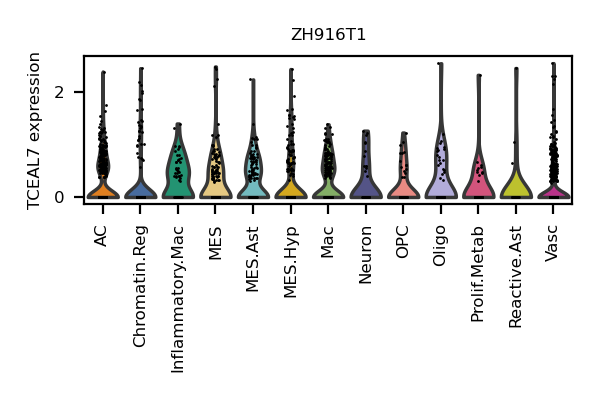 ZH916T1
TCEAL7 expression
2
0
AC
Chromatin.Reg
Inflammatory.Mac
MES
MES.Ast
MES.Hyp
Mac
Neuron
OPC
Oligo
Prolif.Metab
Reactive.Ast
Vasc